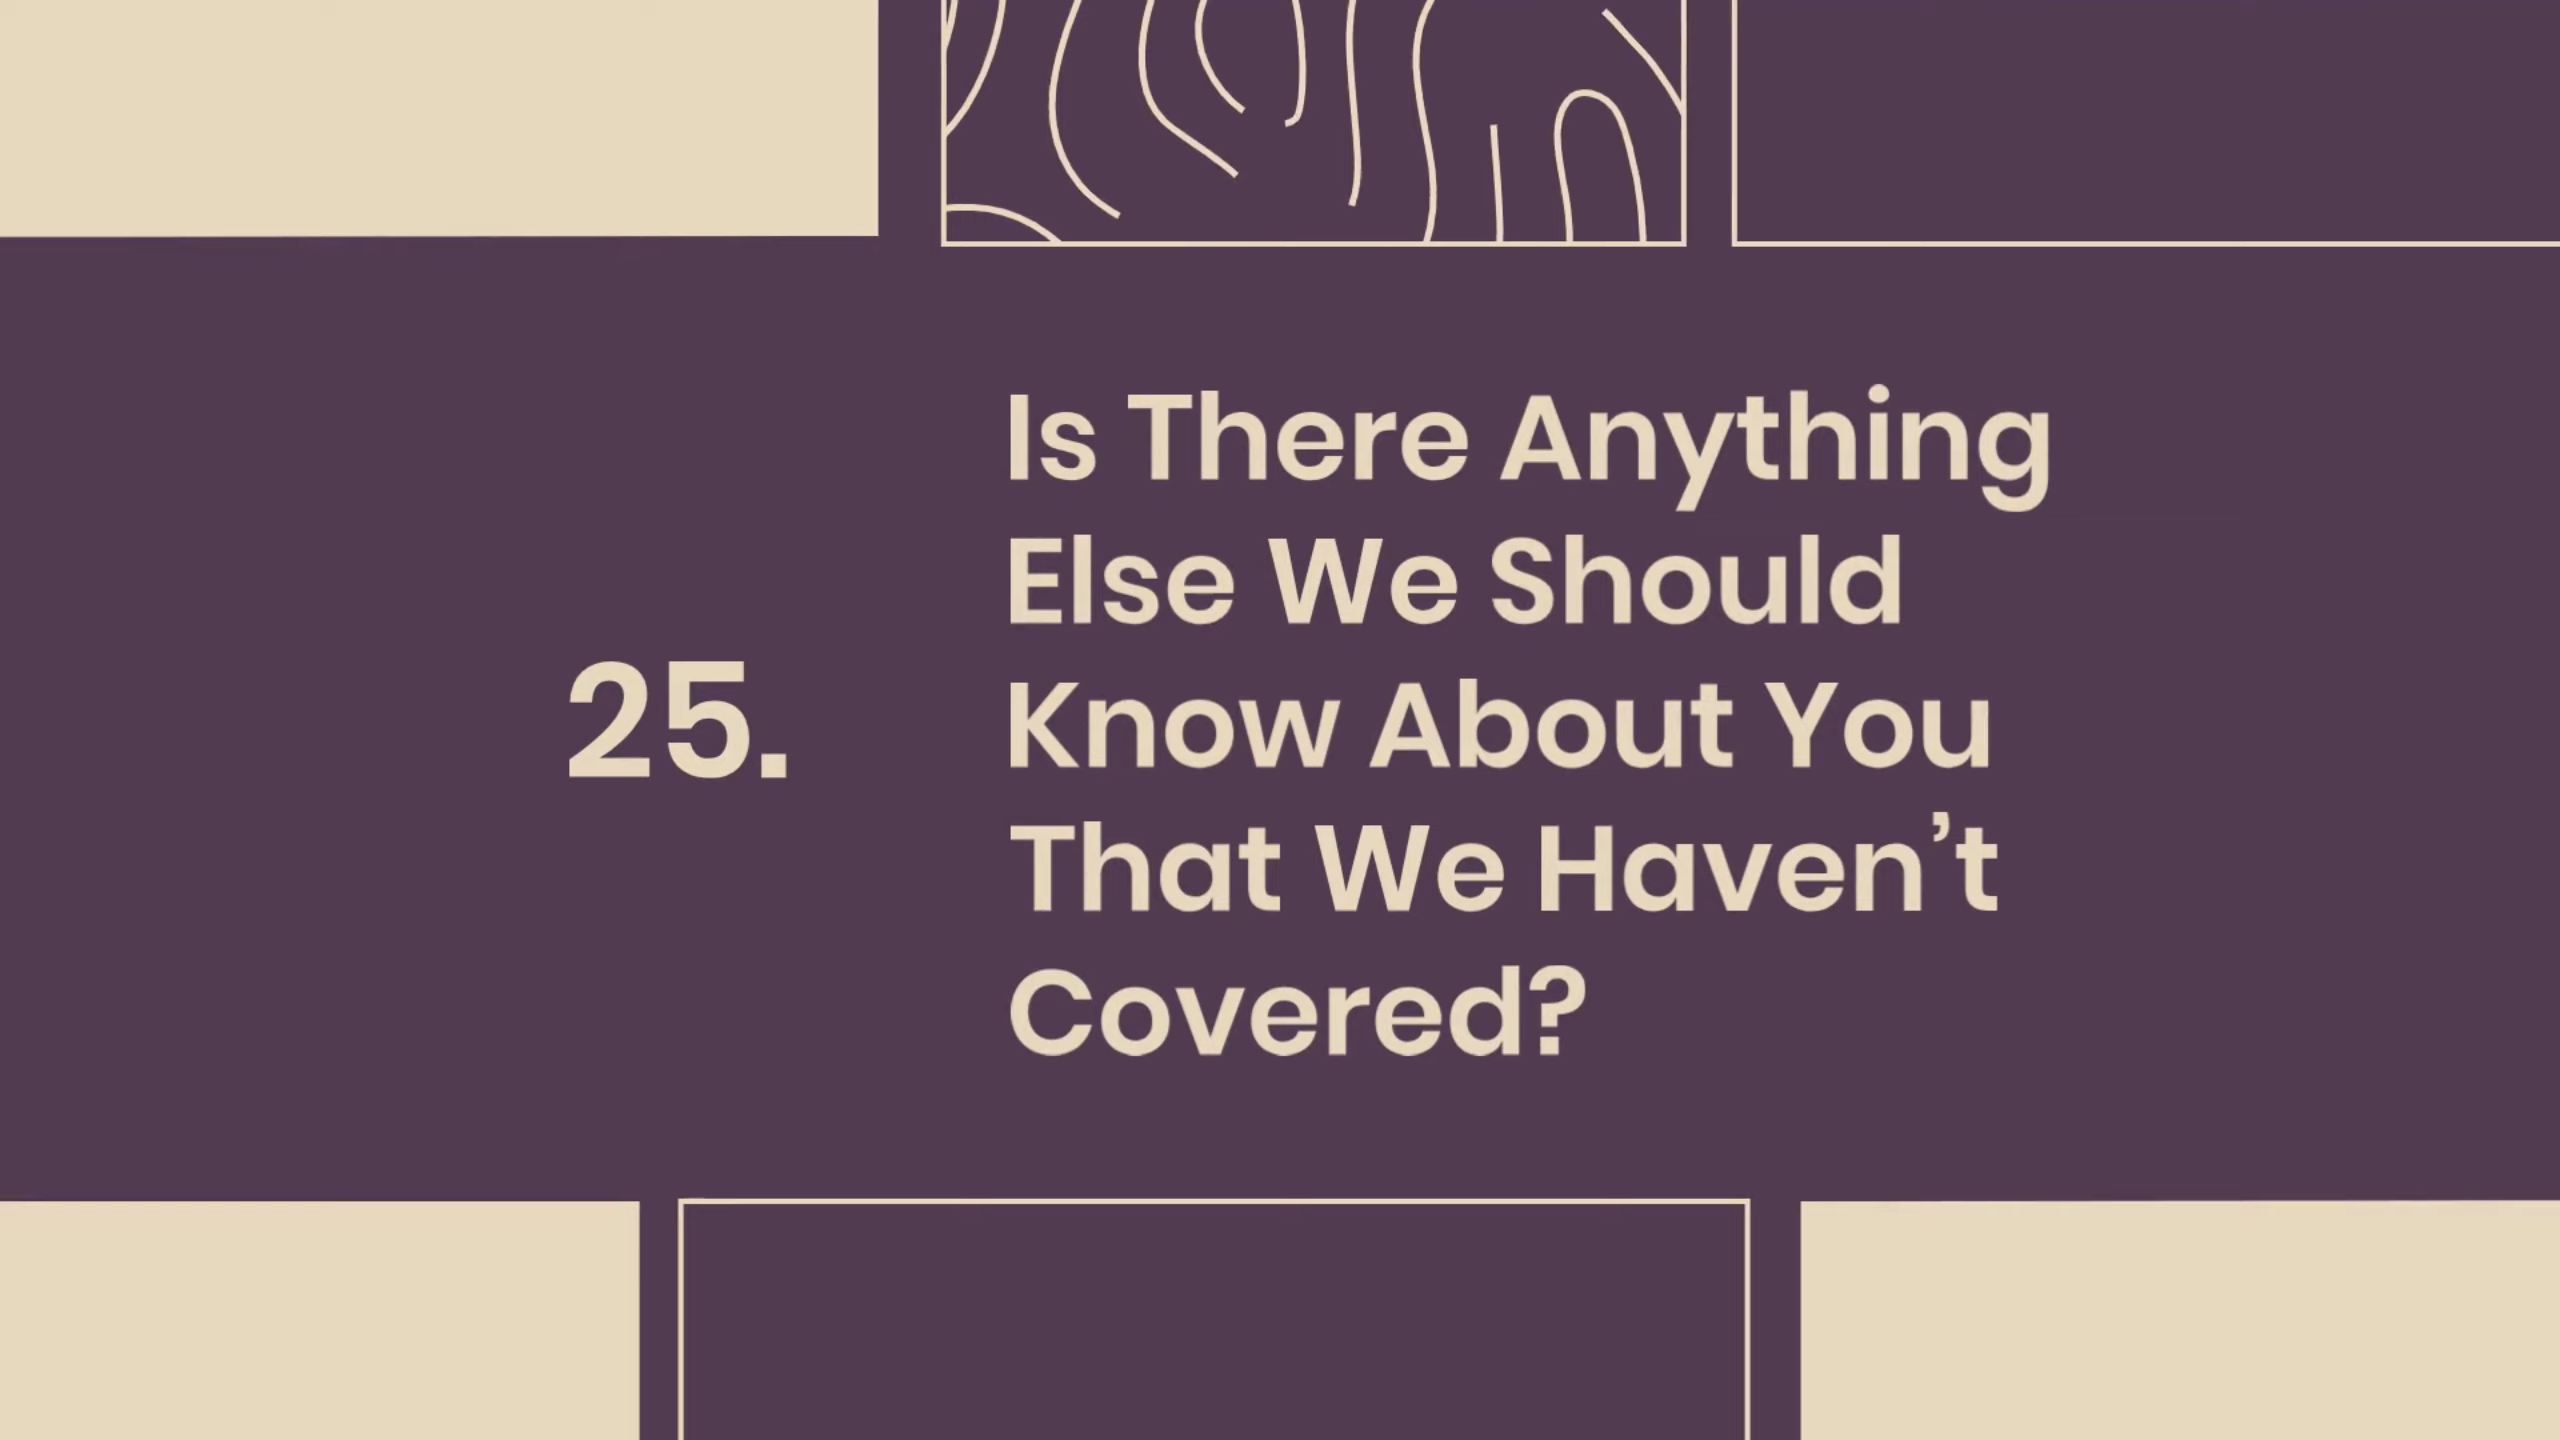 25.
Is There Anything
Else We Should
Know About You
That We Haven’t
Covered?